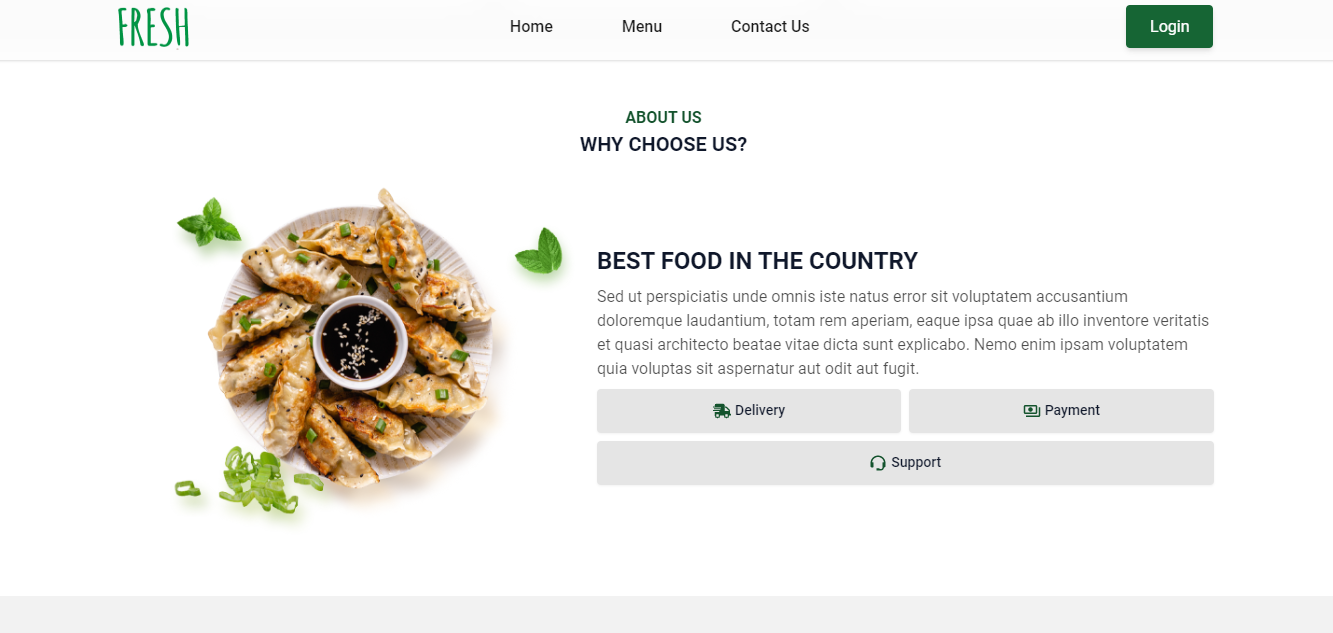 FRESH
Home
Menu
Contact Us
Login
ABOUT US
WHY CHOOSE US?
BEST FOOD IN THE COUNTRY
Sed ut perspiciatis unde omnis iste natus error sit voluptatem accusantium
doloremque laudantium, totam rem aperiam, eaque ipsa quae ab illo inventore veritatis
et quasi architecto beatae vitae dicta sunt explicabo. Nemo enim ipsam voluptatem
quia voluptas sit aspernatur aut odit aut fugit.
Delivery
Payment
Support